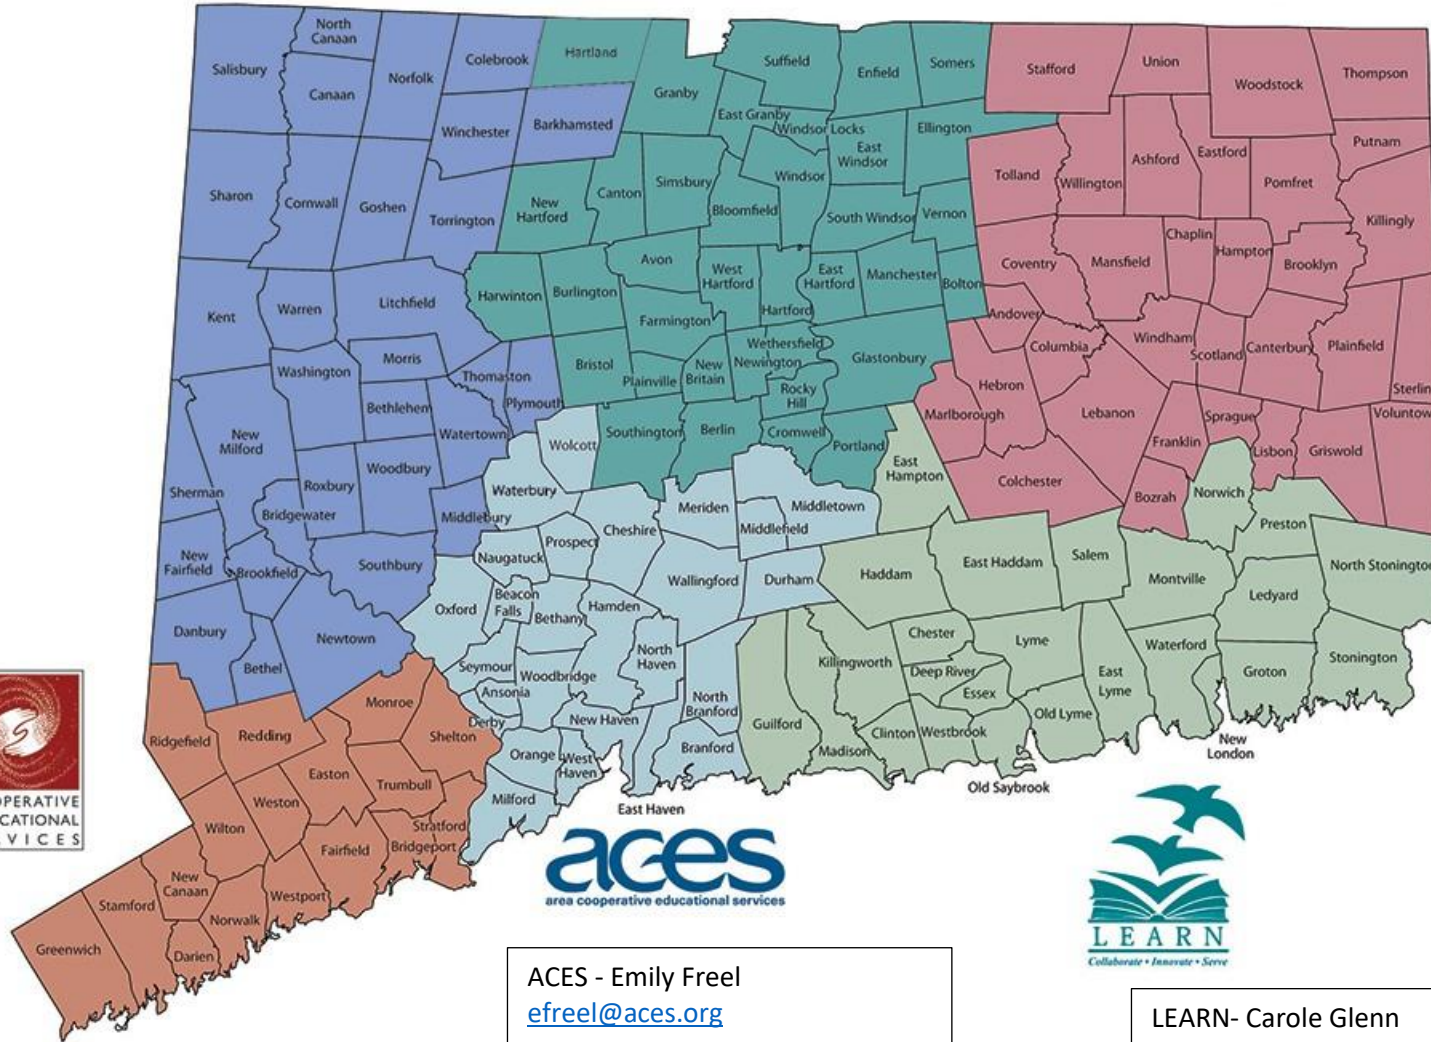 North
Canaan
Colebrook
Hartland
Suffield
Enfield
Somers
Stafford
Union
Woodstock
Thompson
Salisbury
Canaan
Norfolk
Granby
Winchester
Barkhamsted
East Granby
Windsor Locks
Ellington
East
Windsor
Putnam
Ashford
Eastford
Pomfret
Sharon
Cornwall
Goshen
Torrington
New
Hartford
Canton
Simsbury
Bloomfield
Windsor
South Windsor
Vernon
Tolland
Willington
Killingly
Chaplin
Hampton
Brooklyn
Mansfield
Coventry
Kent
Warren
Litchfield
Harwinton
Burlington
Avon
West
Hartford
Hartford
East
Hartford
Manchester
Bolton
Andover
Farmington
Columbia
Windham
Scotland
Canterbury
Plainfield
Washington
Morris
Thomaston
Plymouth
Bristol
Plainville
New
Britain
Wethersfield
Newington
Rocky
Hill
Glastonbury
Hebron
Marlborough
Lebanon
Sprague
Franklin
Lisbon
Griswold
Sterlin
Voluntow
Bethlehem
Watertown
New
Milford
Woodbury
Roxbury
Sherman
Bridgewater
Middlebury
Wolcott
Southington
Berlin
Cromwell
Portland
East
Hampton
Colchester
Bozrah
Norwich
Preston
Waterbury
Meriden
Middletown
Middlefield
Cheshire
Prospect
Naugatuck
New
Fairfield
Brookfield
Southbury
Wallingford
Durham
Haddam
East Haddam
Salem
Montville
North Stonington
Ledyard
Oxford
Beacon
Falls
Bethany
Hamden
Danbury
Newtown
Bethel
Seymour
Woodbridge
North
Haven
Ansonia
Derby
New Haven
North
Branford
Killingworth
Chester
Deep River
Essex
Lyme
East
Lyme
Waterford
Groton
Stonington
Guilford
Madison
Clinton
Westbrook
Old Lyme
New
London
Old Saybrook
Monroe
Shelton
Ridgefield
Redding
Easton
Trumbull
Orange
West
Haven
Branford
Milford
East Haven
Weston
Wilton
Fairfield
Stratford
Bridgeport
New
Canaan
Westport
Stamford
Norwalk
Greenwich
Darien
S
OPERATIVE
CATIONAL
VICES
aces
area cooperative educational services
LEARN
Collaborate • Innovate • Serve
ACES - Emily Freel
efreel@aces.org
LEARN- Carole Glenn